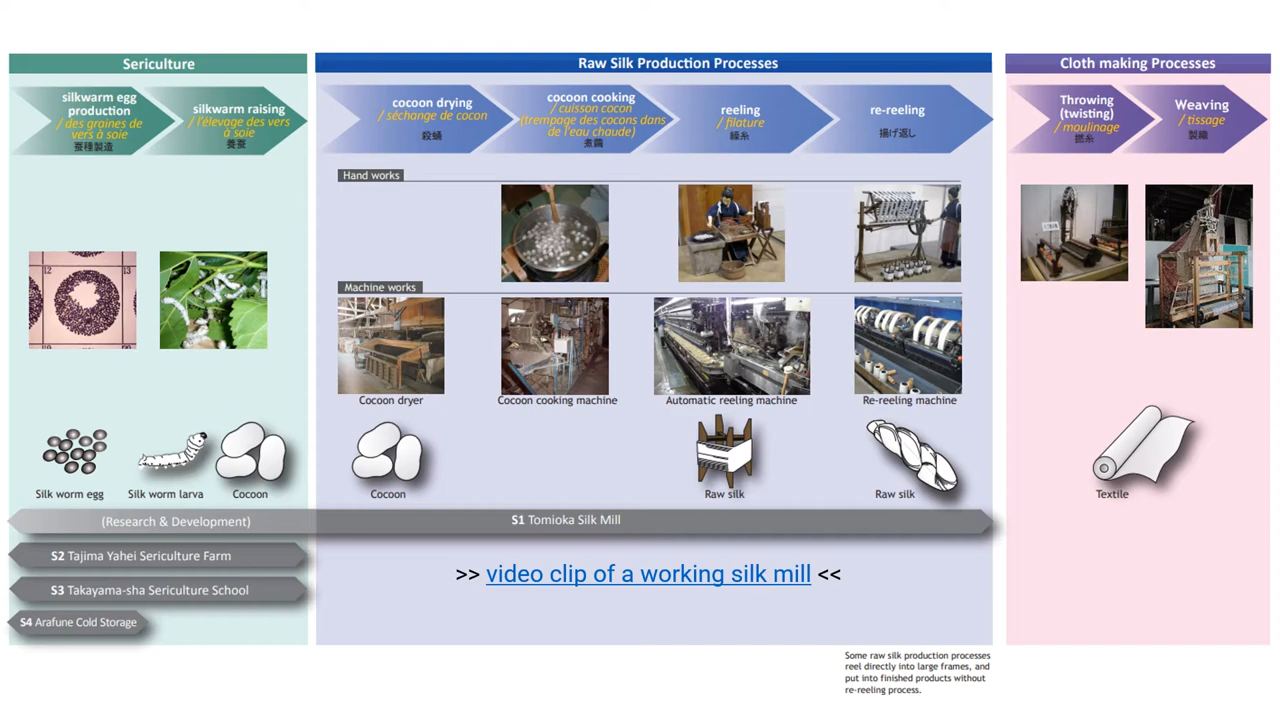 Sericulture
silkwarm egg
production
/ des graines de
vers à soie
蚕種製造
silkwarm raising
/ l'élevage des vers
à soie
養蚕
Raw Silk Production Processes
cocoon drying
/ séchange de cocon
殺蛹
cocoon cooking
/ cuisson cocon
(trempage des cocons dans
de l'eau chaude)
煮繭
reeling
/ filature
繰糸
re-reeling
揚げ返し
Cloth making Processes
Throwing
(twisting)
/ moulinage
撚糸
Weaving
/ tissage
製織
Hand works
Machine works
12
13
Cocoon dryer
Cocoon cooking machine
Automatic reeling machine
Re-reeling machine
Silk worm egg
Silk worm larva
Cocoon
Cocoon
Raw silk
Raw silk
Textile
(Research & Development)
S1 Tomioka Silk Mill
S2 Tajima Yahei Sericulture Farm
S3 Takayama-sha Sericulture School
S4 Arafune Cold Storage
>> video clip of a working silk mill <<
Some raw silk production processes
reel directly into large frames, and
put into finished products without
re-reeling process.